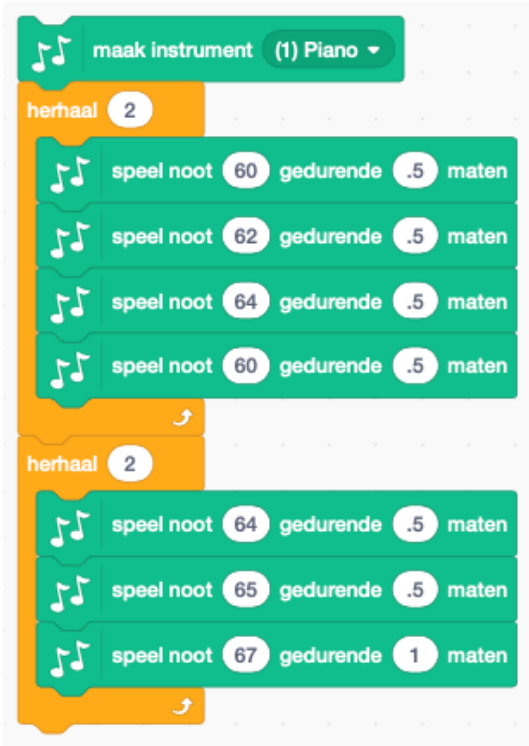 maak instrument (1) Piano
herhaal 2
speel noot 60 gedurende .5 maten
speel noot 62 gedurende .5 maten
speel noot 64 gedurende .5 maten
speel noot 60 gedurende .5 maten
herhaal 2
speel noot 64 gedurende .5 maten
speel noot 65 gedurende .5 maten
speel noot 67 gedurende 1 maten